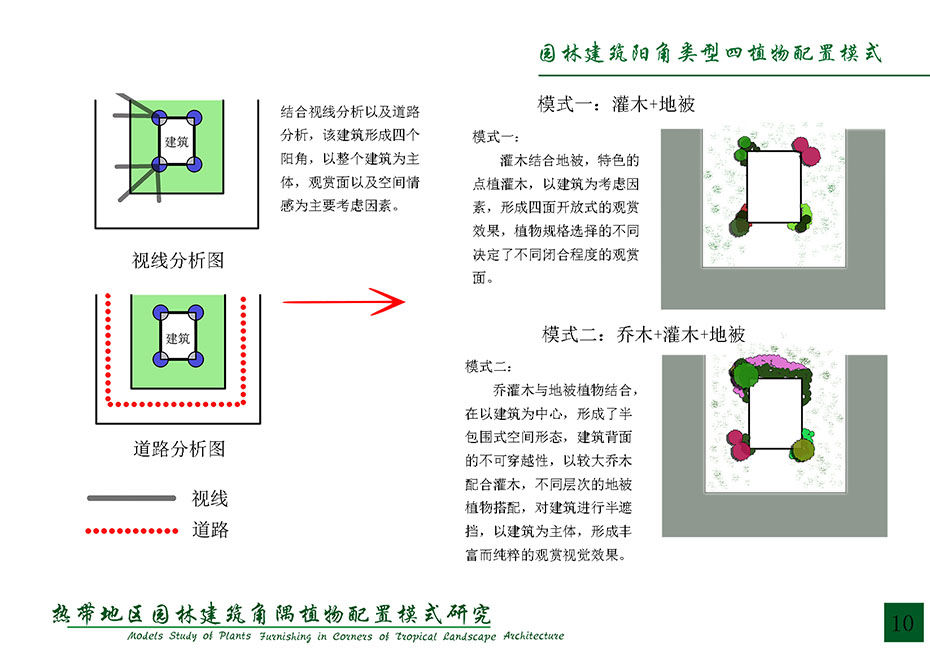 园林建筑阳角类型四植物配置模式
建筑
结合视线分析以及道路
分析，该建筑形成四个
阳角，以整个建筑为主
体，观赏面以及空间情
感为主要考虑因素。
视线分析图
建筑
道路分析图
视线
道路
模式一：灌木+地被
模式一：
灌木结合地被，特色的
点植灌木，以建筑为考虑因
素，形成四面开放式的观赏
效果，植物规格选择的不同
决定了不同闭合程度的观赏
面。
模式二：乔木+灌木+地被
模式二：
乔灌木与地被植物结合，
在以建筑为中心，形成了半
包围式空间形态，建筑背面
的不可穿越性，以较大乔木
配合灌木，不同层次的地被
植物搭配，对建筑进行半遮
挡，以建筑为主体，形成丰
富而纯粹的观赏视觉效果。
热带地区园林建筑角隅植物配置模式研究
Models Study of Plants Furnishing in Corners of Tropical Landscape Architecture
10